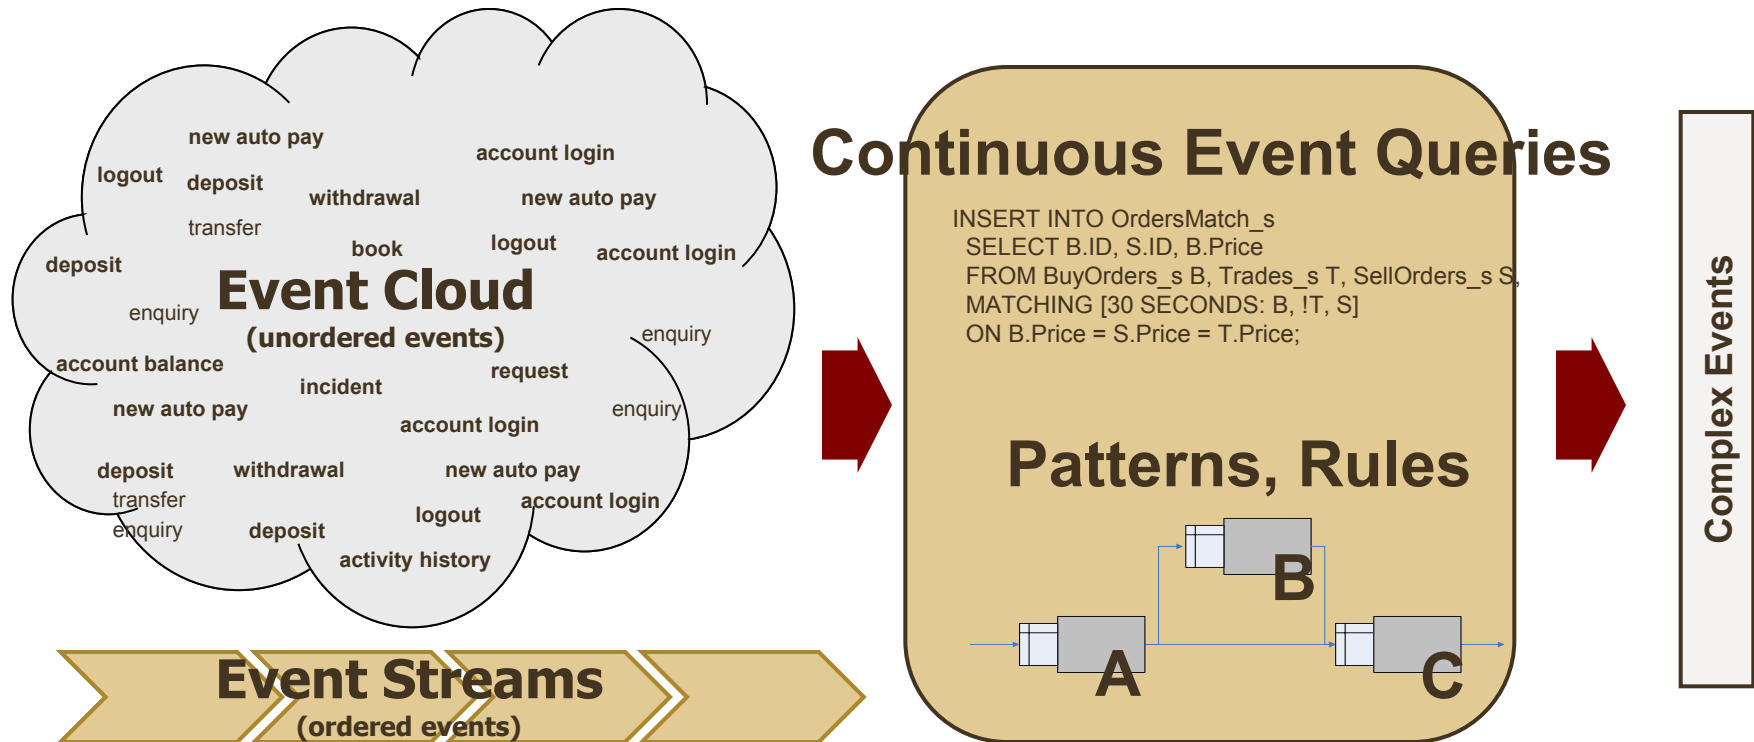 new auto pay
account login
logout
deposit
withdrawal
new auto pay
transfer
book
logout
account login
deposit
Event Cloud
(unordered events)
enquiry
enquiry
account balance
incident
request
new auto pay
account login
enquiry
deposit
withdrawal
new auto pay
transfer
account login
enquiry
deposit
logout
activity history
Event Streams
(ordered events)
Continuous Event Queries
INSERT INTO OrdersMatch_s
SELECT B.ID, S.ID, B.Price
FROM BuyOrders_s B, Trades_s T, SellOrders_s S,
MATCHING [30 SECONDS: B, !T, S]
ON B.Price = S.Price = T.Price;
Patterns, Rules
B
A
C
Complex Events